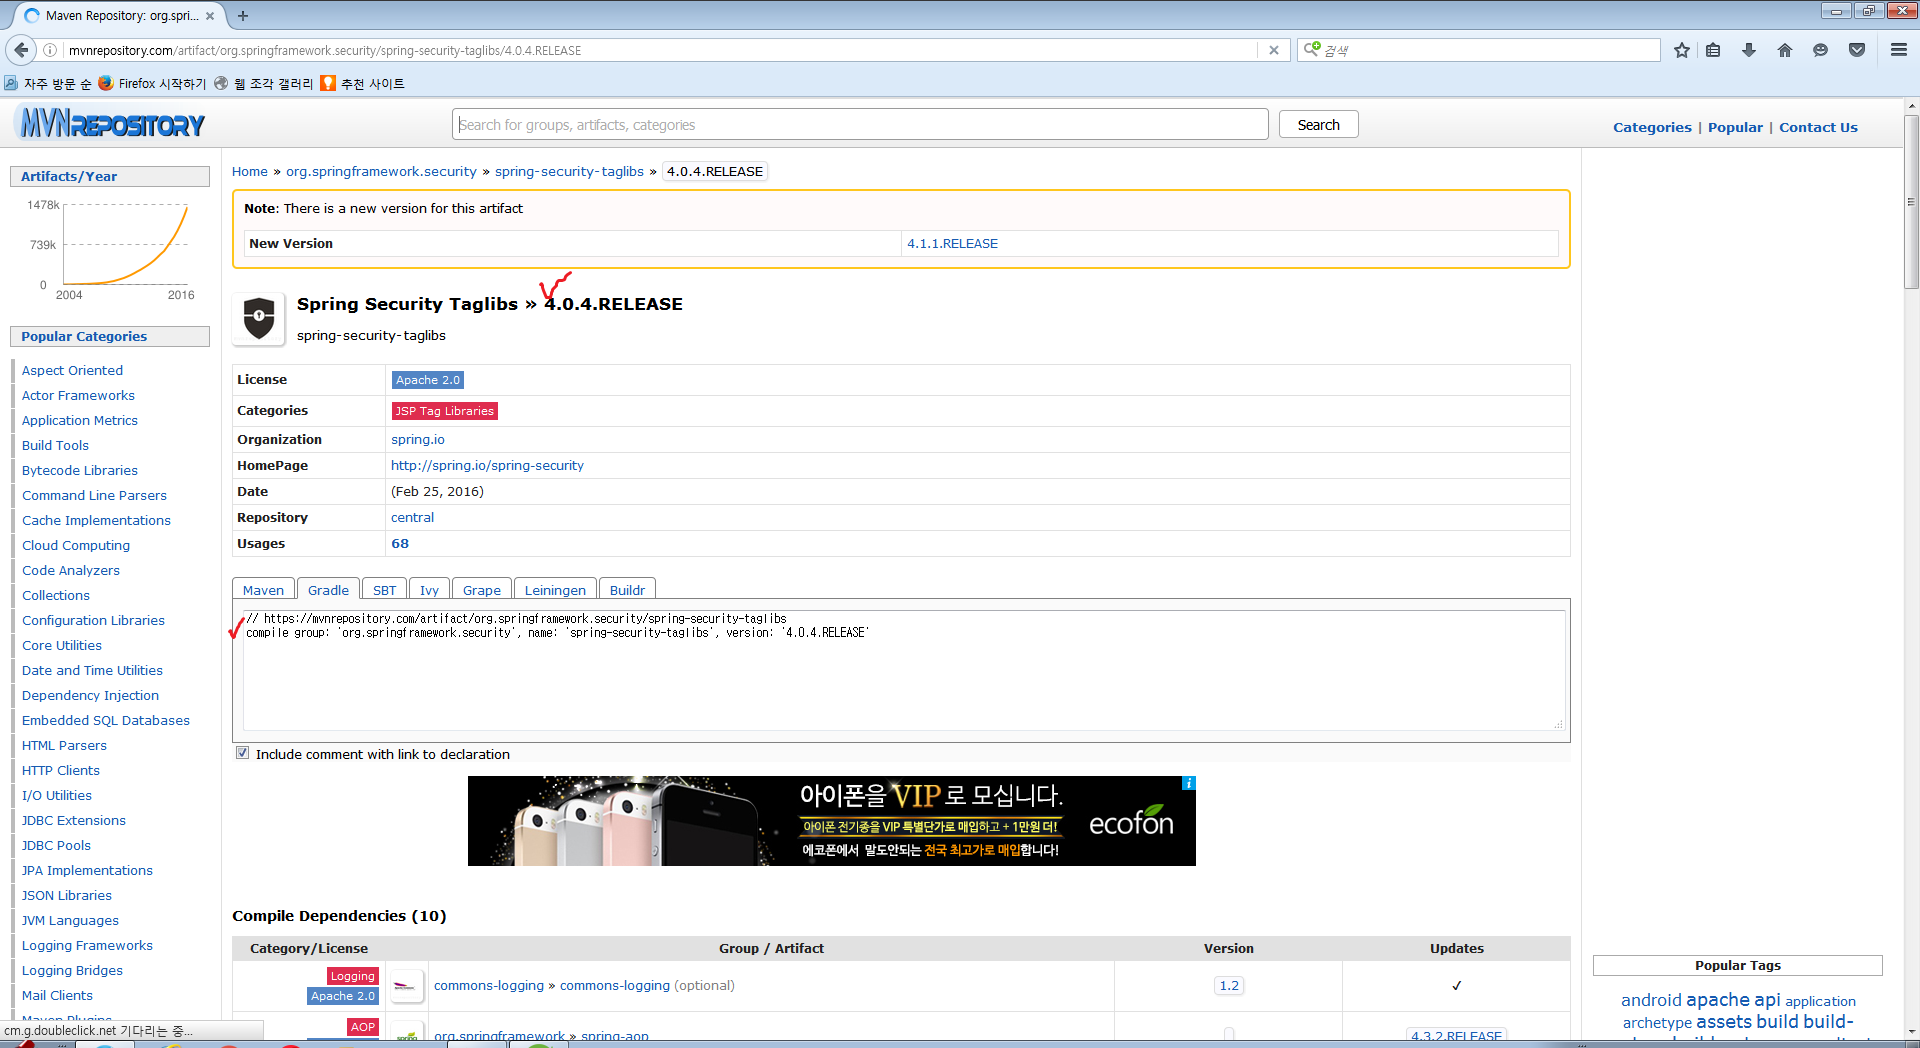 Maven Repository: org.spri...
mvnrepository.com/artifact/org.springframework.security/spring-security-taglibs/4.0.4.RELEASE
검색
자주 방문 순
Firefox 시작하기
웹 조각 갤러리
추천 사이트
MVNREPOSITORY
Search for groups, artifacts, categories
Search
Categories | Popular | Contact Us
Artifacts/Year
1478k
739k
0
2004
2016
Popular Categories
Aspect Oriented
Actor Frameworks
Application Metrics
Build Tools
Bytecode Libraries
Command Line Parsers
Cache Implementations
Cloud Computing
Code Analyzers
Collections
Configuration Libraries
Core Utilities
Date and Time Utilities
Dependency Injection
Embedded SQL Databases
HTML Parsers
HTTP Clients
I/O Utilities
JDBC Extensions
JDBC Pools
JPA Implementations
JSON Libraries
JVM Languages
Logging Frameworks
Logging Bridges
Mail Clients
Maven Plugins
Home » org.springframework.security » spring-security-taglibs » 4.0.4.RELEASE
Note: There is a new version for this artifact
New Version 4.1.1.RELEASE
Spring Security Taglibs » 4.0.4.RELEASE
spring-security-taglibs
License Apache 2.0
Categories JSP Tag Libraries
Organization spring.io
HomePage http://spring.io/spring-security
Date (Feb 25, 2016)
Repository central
Usages 68
Maven Gradle SBT Ivy Grape Leiningen Buildr
// https://mvnrepository.com/artifact/org.springframework.security/spring-security-taglibs
compile group: 'org.springframework.security', name: 'spring-security-taglibs', version: '4.0.4.RELEASE'
Include comment with link to declaration
아이폰을 VIP로 모십니다.
아이폰 전기종을 VIP 특별단가로 매입하고 + 1만원 더!
에코폰에서 말도안되는 전국 최고가로 매입합니다!
ecofon
Compile Dependencies (10)
Category/License Group / Artifact Version Updates
Logging
Apache 2.0
commons-logging » commons-logging (optional) 1.2 ✓
AOP
org.springframework » spring-aop 4.3.2.RELEASE
Popular Tags
android apache api application
archetype assets build build-
cm.g.doubleclick.net 기다리는 중...